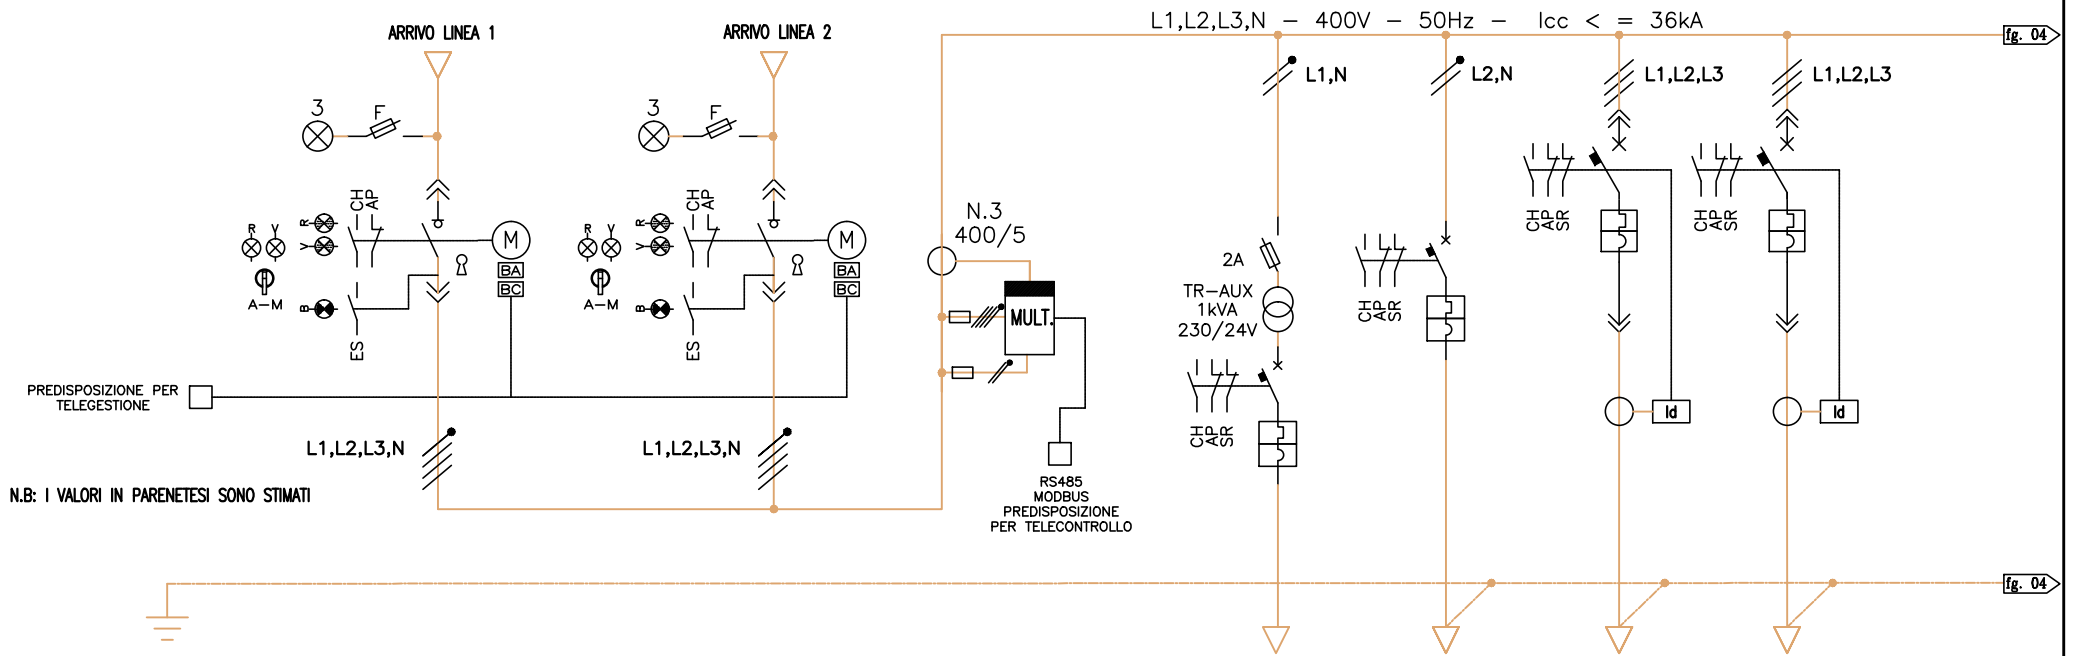 L1,L2,L3,N - 400V - 50Hz - Icc < = 36kA
fg. 04
ARRIVO LINEA 1
ARRIVO LINEA 2
L1,N
L2,N
L1,L2,L3
L1,L2,L3
3
F
3
F
CH
AP
SR
CH
AP
SR
CH
AP
R
V
R
V
M
BA
BC
A-M
B
ES
CH
AP
R
V
R
V
M
BA
BC
A-M
B
ES
N.3
400/5
MULT.
2A
TR-AUX
1kVA
230/24V
CH
AP
SR
CH
AP
SR
PREDISPOSIZIONE PER
TELEGESTIONE
Id
Id
L1,L2,L3,N
L1,L2,L3,N
RS485
MODBUS
PREDISPOSIZIONE
PER TELECONTROLLO
N.B: I VALORI IN PARENETESI SONO STIMATI
fg. 04